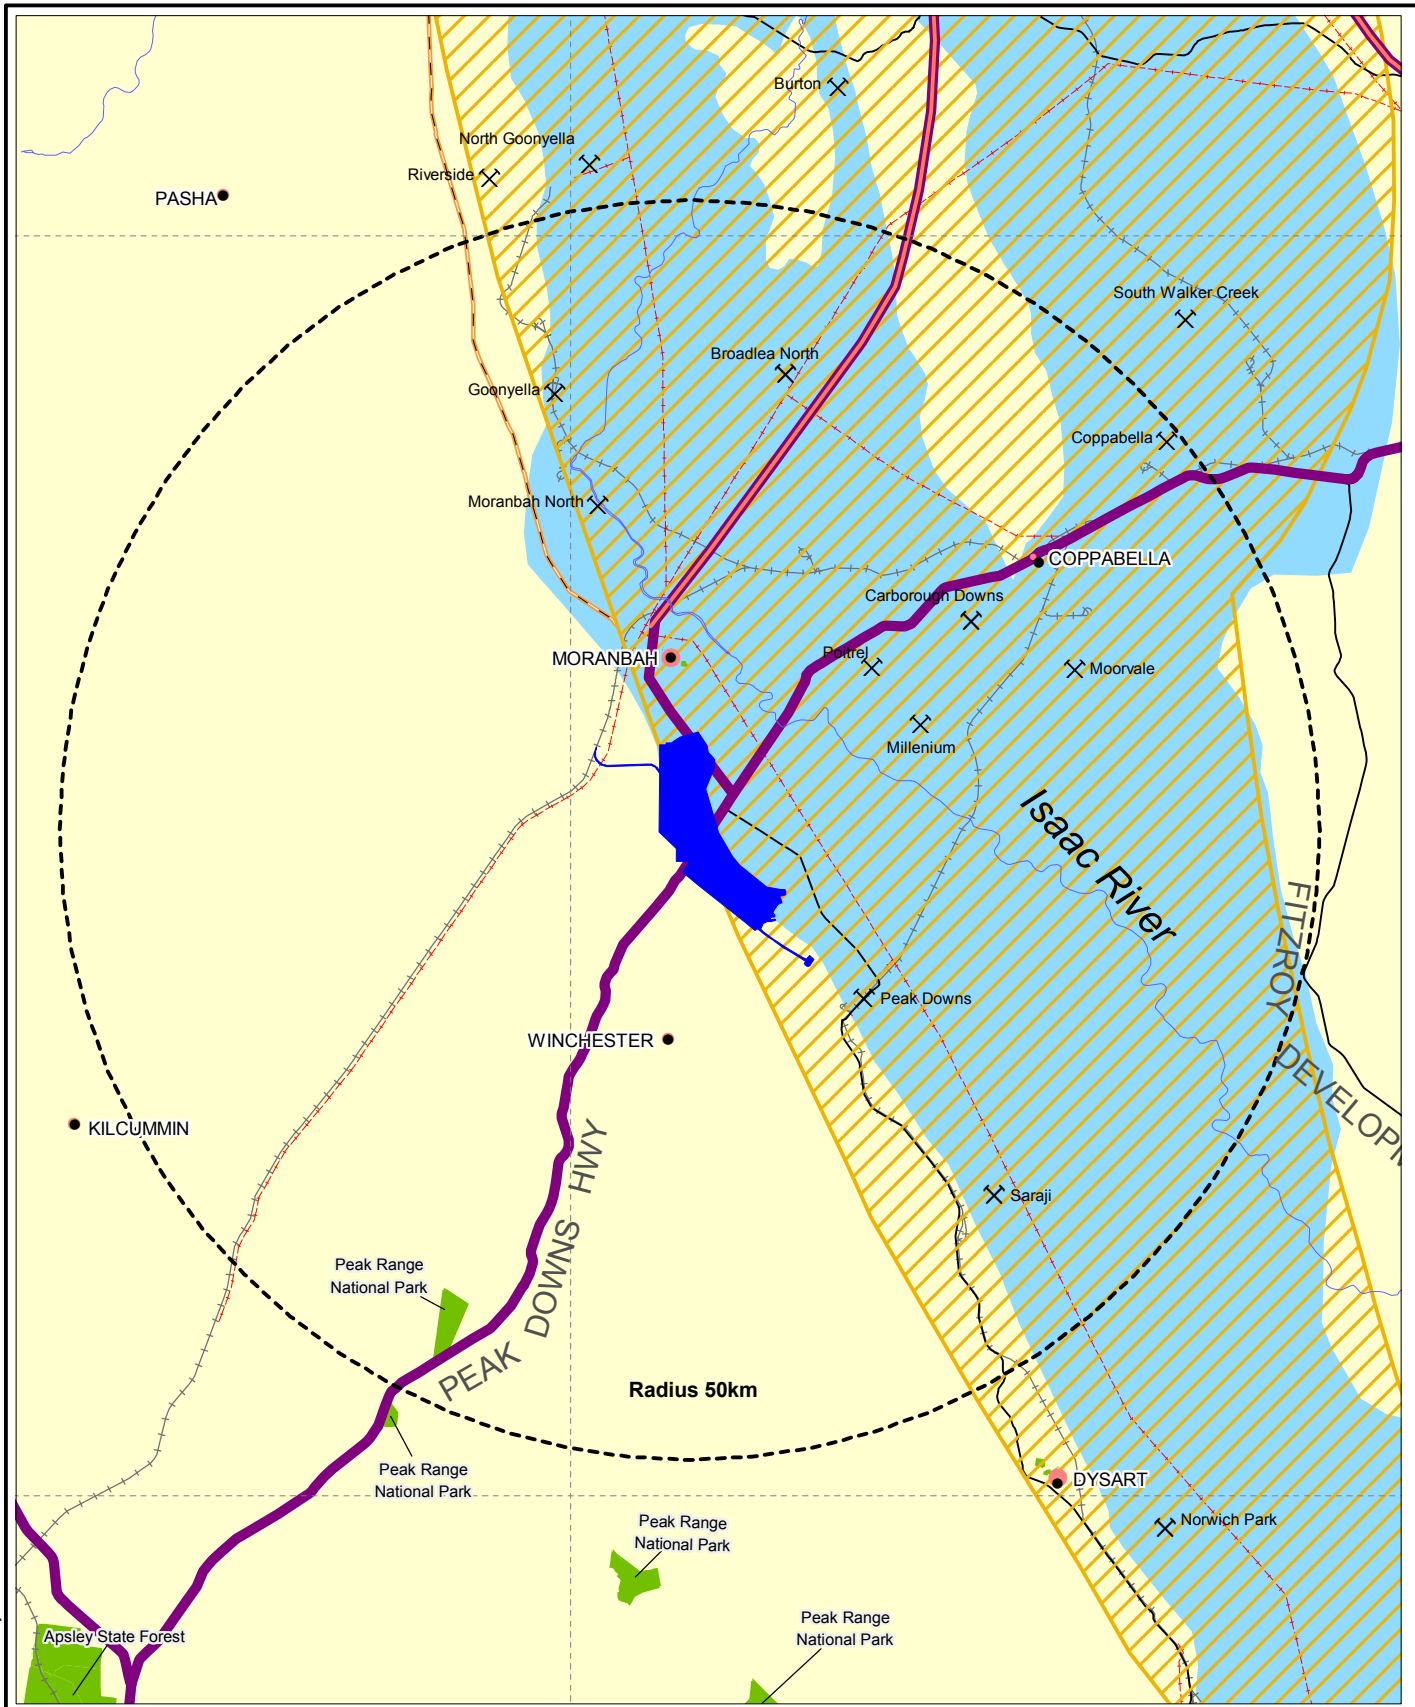 Burton
North Goonyella
Riverside
PASHA
South Walker Creek
Broadlea North
Goonyella
Coppabella
Moranbah North
COPPABELLA
Carborough Downs
MORANBAH
Poitrel
Moorvale
Millenium
Isaac River
FITZROY
DEVELOPM
Peak Downs
WINCHESTER
KILCUMMIN
Saraji
PEAK DOWNS HWY
Peak Range
National Park
Radius 50km
Peak Range
National Park
DYSART
Norwich Park
Peak Range
National Park
Peak Range
National Park
Apsley State Forest